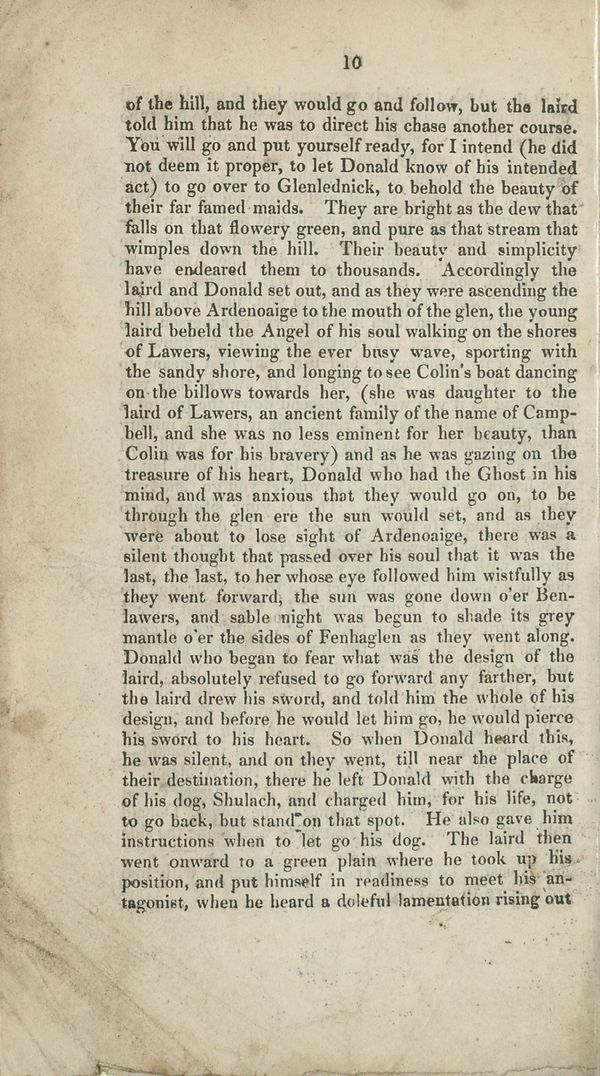 10
of the hill, and they would go and follow, but the laird
told him that he was to direct his chase another course.
You will go and put yourself ready, for I intend (he did
not deem it proper, to let Donald know of his intended
act) to go over to Glenlednick, to behold the beauty of
their far famed maids. They are bright as the dew that
falls on that flowery green, and pure as that stream that
wimples down the hill. Their beauty and simplicity
have endeared them to thousands. Accordingly the
laird and Donald set out, and as they were ascending the
hill above Ardenoaige to the mouth of the glen, the young
laird beheld the Angel of his soul walking on the shores
of Lawers, viewing the ever busy wave, sporting with
the sandy shore, and longing to see Colin's boat dancing
on the billows towards her, (she was daughter to the
laird of Lawers, an ancient family of the name of Camp-
bell, and she was no less eminent for her beauty, than
Colin was for his bravery) and as he was gazing on the
treasure of his heart, Donald who had the Ghost in his
mind, and was anxious that they would go on, to be
through the glen ere the sun would set, and as they
were about to lose sight of Ardenoaige, there was a
silent thought that passed over his soul that it was the
last, the last, to her whose eye followed him wistfully as
they went forward, the sun was gone down o'er Ben-
lawers, and sable night was begun to shade its grey
mantle o'er the sides of Fenhaglen as they went along.
Donald who began to fear what was the design of the
laird, absolutely refused to go forward any farther, but
the laird drew his sword, and told him the whole of his
design, and before he would let him go, he would pierce
his sword to his heart. So when Donald heard this,
he was silent, and on they went, till near the place of
their destination, there he left Donald with the charge
of his dog, Shulach, and charged him, for his life, not
to go back, but stand on that spot. He also gave him
instructions when to let go his dog. The laird then
went onward to a green plain where he took up his
position, and put himself in readiness to meet his an-
tagonist, when he heard a doleful lamentation rising out